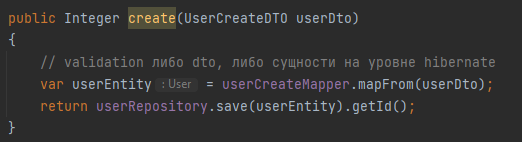 public Integer create(UserCreateDTO userDto)
{
// validation либо dto, либо сущности на уровне hibernate
var userEntity : User = userCreateMapper.mapFrom(userDto);
return userRepository.save(userEntity).getId();
}